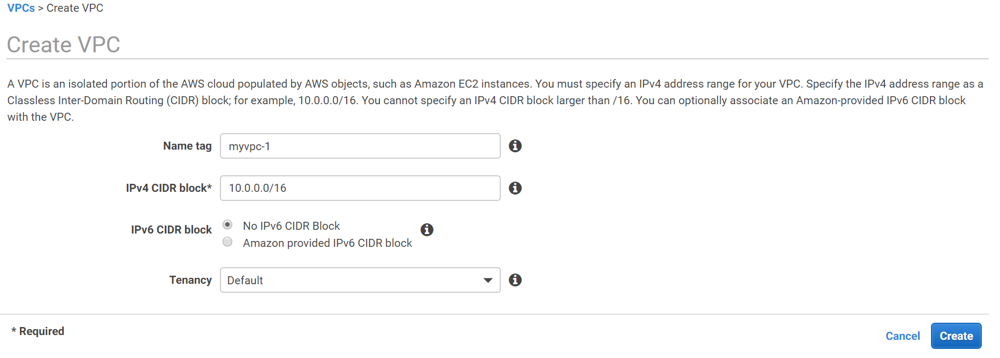 VPCs > Create VPC
Create VPC
A VPC is an isolated portion of the AWS cloud populated by AWS objects, such as Amazon EC2 instances. You must specify an IPv4 address range for your VPC. Specify the IPv4 address range as a
Classless Inter-Domain Routing (CIDR) block; for example, 10.0.0.0/16. You cannot specify an IPv4 CIDR block larger than /16. You can optionally associate an Amazon-provided IPv6 CIDR block
with the VPC.
Name tag myvpc-1
IPv4 CIDR block* 10.0.0.0/16
IPv6 CIDR block
No IPv6 CIDR Block
Amazon provided IPv6 CIDR block
Tenancy Default
* Required
Cancel Create